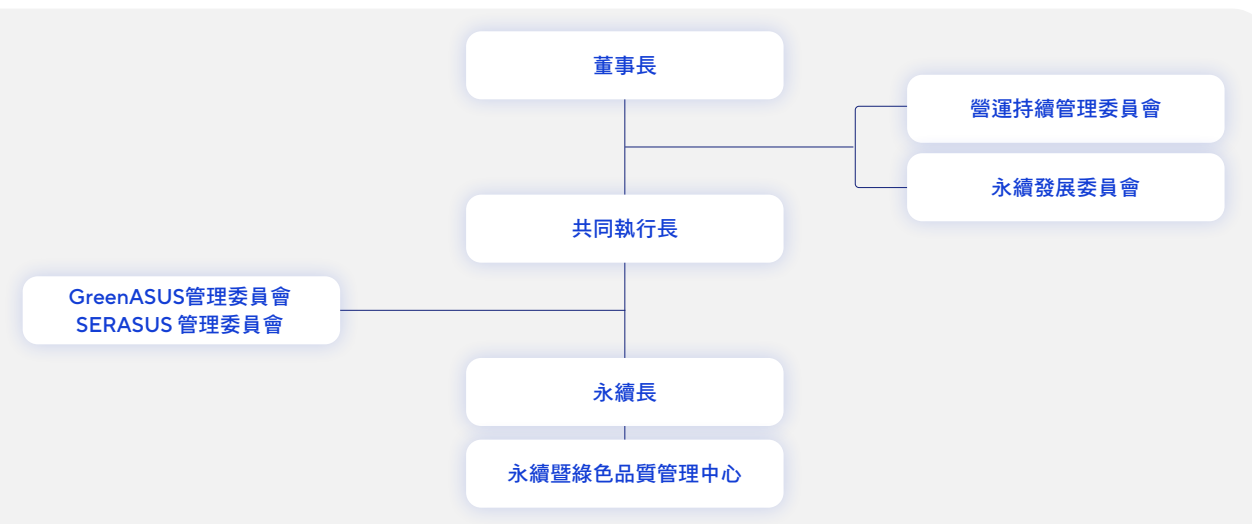 董事長
營運持續管理委員會
永續發展委員會
共同執行長
GreenASUS管理委員會
SERASUS 管理委員會
永續長
永續暨綠色品質管理中心